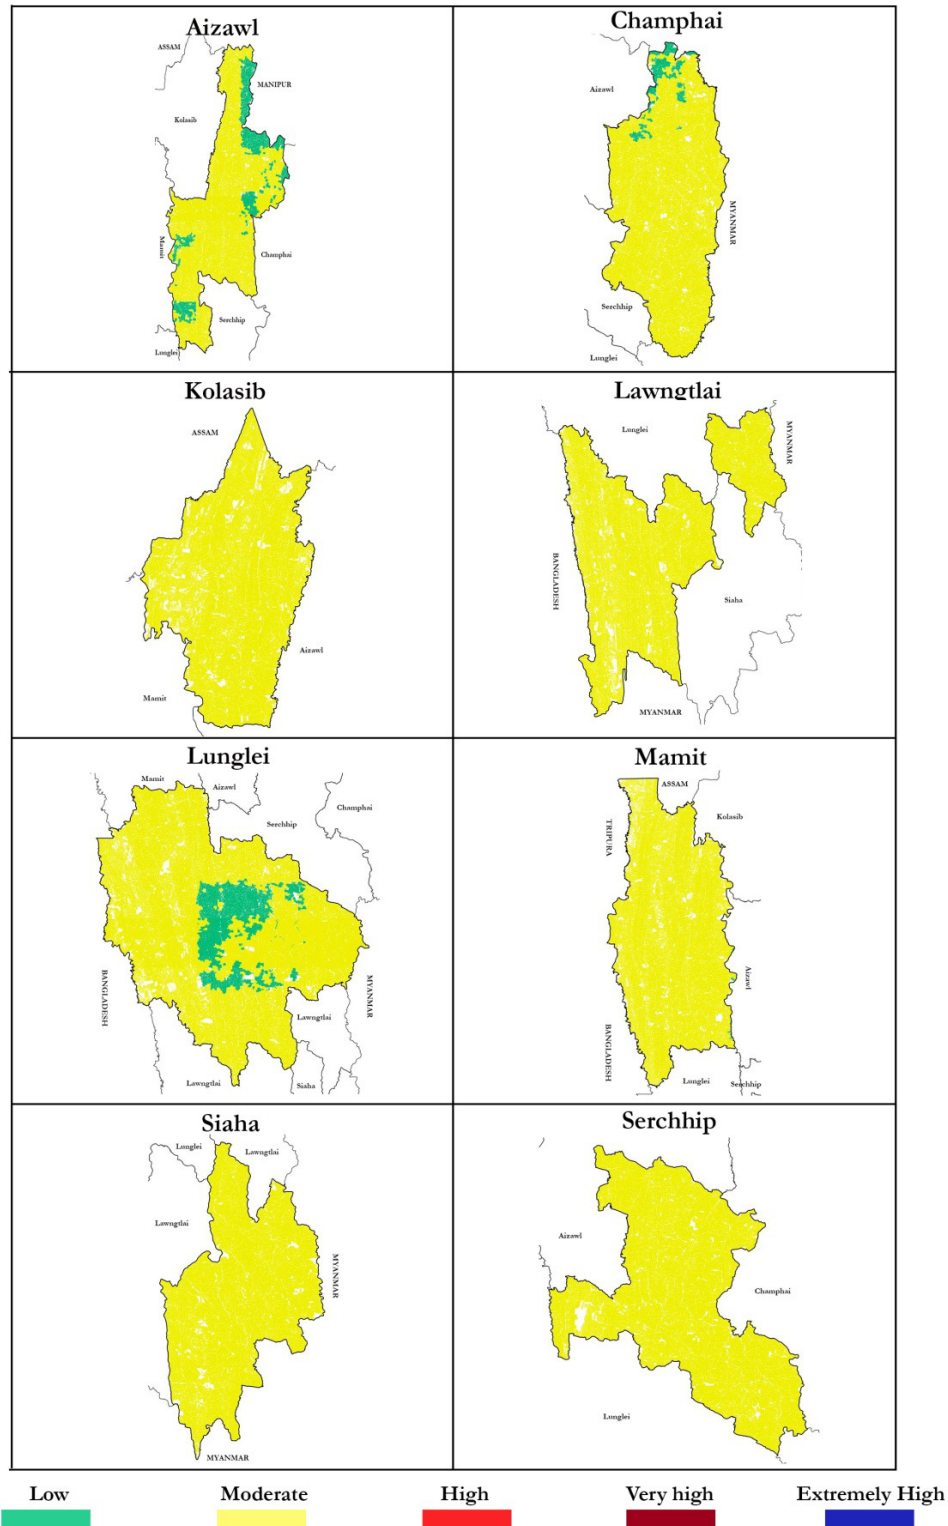 Aizawl
ASSAM
MANIPUR
Kolasib
Mamit
Champhai
Serchhip
Lunglei
Champhai
Aizawl
MYANMAR
Serchhip
Lunglei
Kolasib
ASSAM
Aizawl
Mamit
Lawngtlai
Lunglei
MYANMAR
BANGLADESH
Siaha
MYANMAR
Lunglei
Mamit
Aizawl
Champhai
Serchhip
BANGLADESH
MYANMAR
Lawngtlai
Lawngtlai
Siaha
Mamit
ASSAM
Kolasib
TRIPURA
Aizawl
BANGLADESH
Lunglei
Serchhip
Siaha
Lunglei
Lawngtlai
Lawngtlai
MYANMAR
MYANMAR
Serchhip
Aizawl
Champhai
Lunglei
Low Moderate High Very high Extremely High